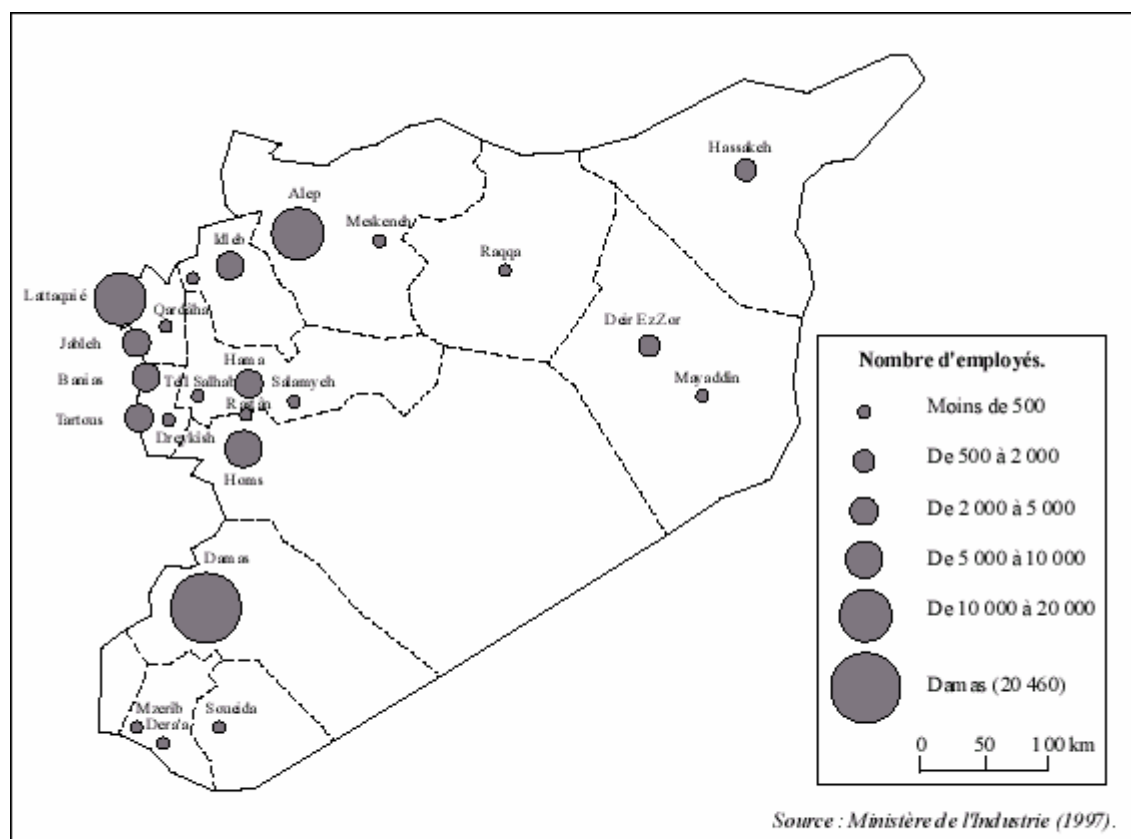 Hassakeh
Alep
Meskeneh
Idleb
Raqqa
Lattaquié
Qardaha
Jableh
Deir Ez Zor
Hama
Banias
Tell Salhab
Salamyeh
Mayaddin
Rastan
Tartous
Dreykish
Homs
Damas
Mzerib
Dera'a
Soueida
Nombre d'employés.
Moins de 500
De 500 à 2 000
De 2 000 à 5 000
De 5 000 à 10 000
De 10 000 à 20 000
Damas (20 460)
0 50 100 km
Source : Ministère de l'Industrie (1997).